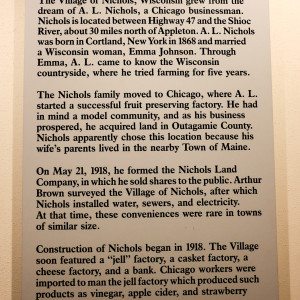 The Village of Nichols, Wisconsin grew from the
dream of A. L. Nichols, a Chicago businessman.
Nichols is located between Highway 47 and the Shioc
River, about 30 miles north of Appleton. A. L. Nichols
was born in Cortland, New York in 1868 and married
a Wisconsin woman, Emma Johnson. Through
Emma, A. L. came to know the Wisconsin
countryside, where he tried farming for five years.
The Nichols family moved to Chicago, where A. L.
started a successful fruit preserving factory. He had
in mind a model community, and as his business
prospered, he acquired land in Outagamie County.
Nichols apparently chose this location because his
wife's parents lived in the nearby Town of Maine.
On May 21, 1918, he formed the Nichols Land
Company, in which he sold shares to the public. Arthur
Brown surveyed the Village of Nichols, after which
Nichols installed water, sewers, and electricity.
At that time, these conveniences were rare in towns
of similar size.
Construction of Nichols began in 1918. The Village
soon featured a "jell" factory, a casket factory, a
cheese factory, and a bank. Chicago workers were
imported to man the jell factory which produced such
products as vinegar, apple cider, and strawberry